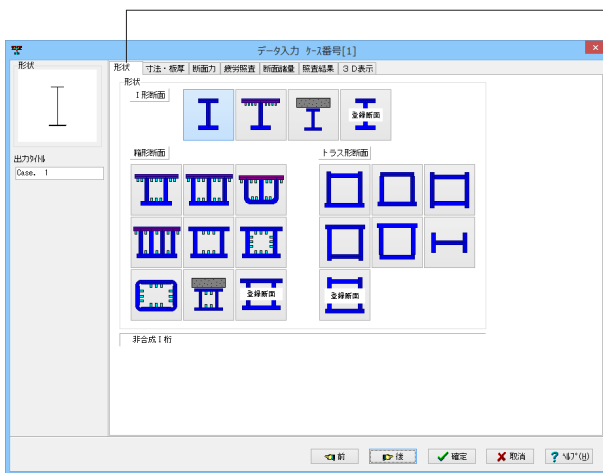 データ入力 ケース番号[1]
形状
出力タイトル
Case. 1
形状 寸法・板厚 断面力 疲労照査 断面諸量 照査結果 3D表示
形状
I形断面
登録断面
箱形断面
トラス形断面
登録断面
登録断面
非合成I桁
前 後 確定 取消 ? ヘルプ(H)